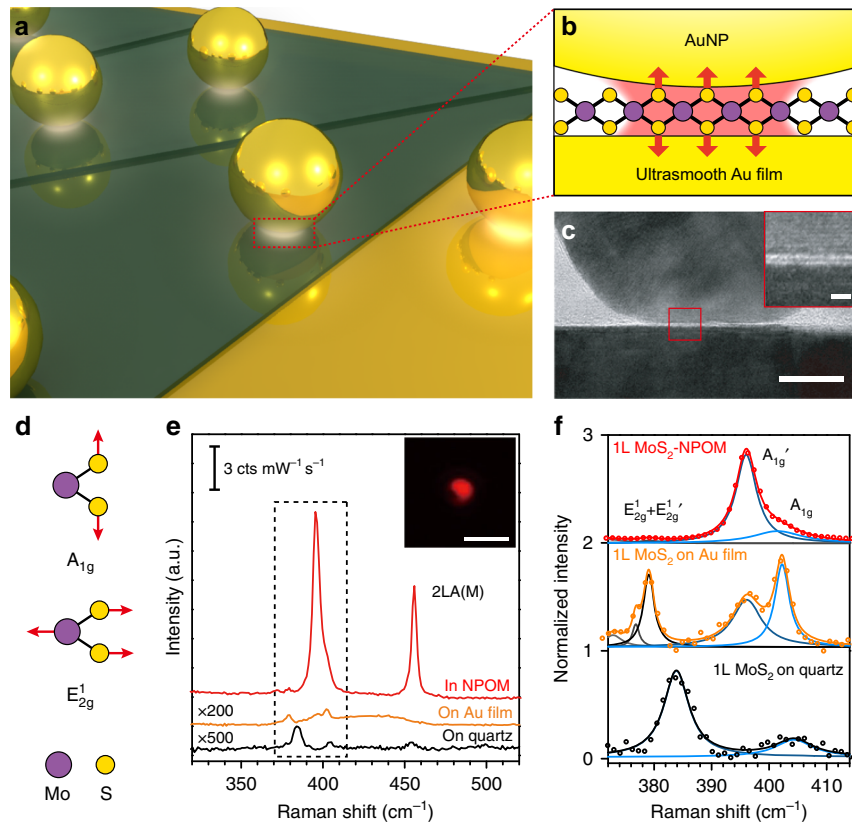 a
b
AuNP
Ultrasmooth Au film
c
d
A₁g
E¹₂g
Mo S
e
3 cts mW⁻¹ s⁻¹
2LA(M)
In NPOM
×200
On Au film
×500
On quartz
Intensity (a.u.)
350 400 450 500
Raman shift (cm⁻¹)
f
3
1L MoS₂-NPOM
A₁g′
E¹₂g+E¹₂g′
A₁g
2
1L MoS₂ on Au film
1
1L MoS₂ on quartz
0
Normalized intensity
380 390 400 410
Raman shift (cm⁻¹)